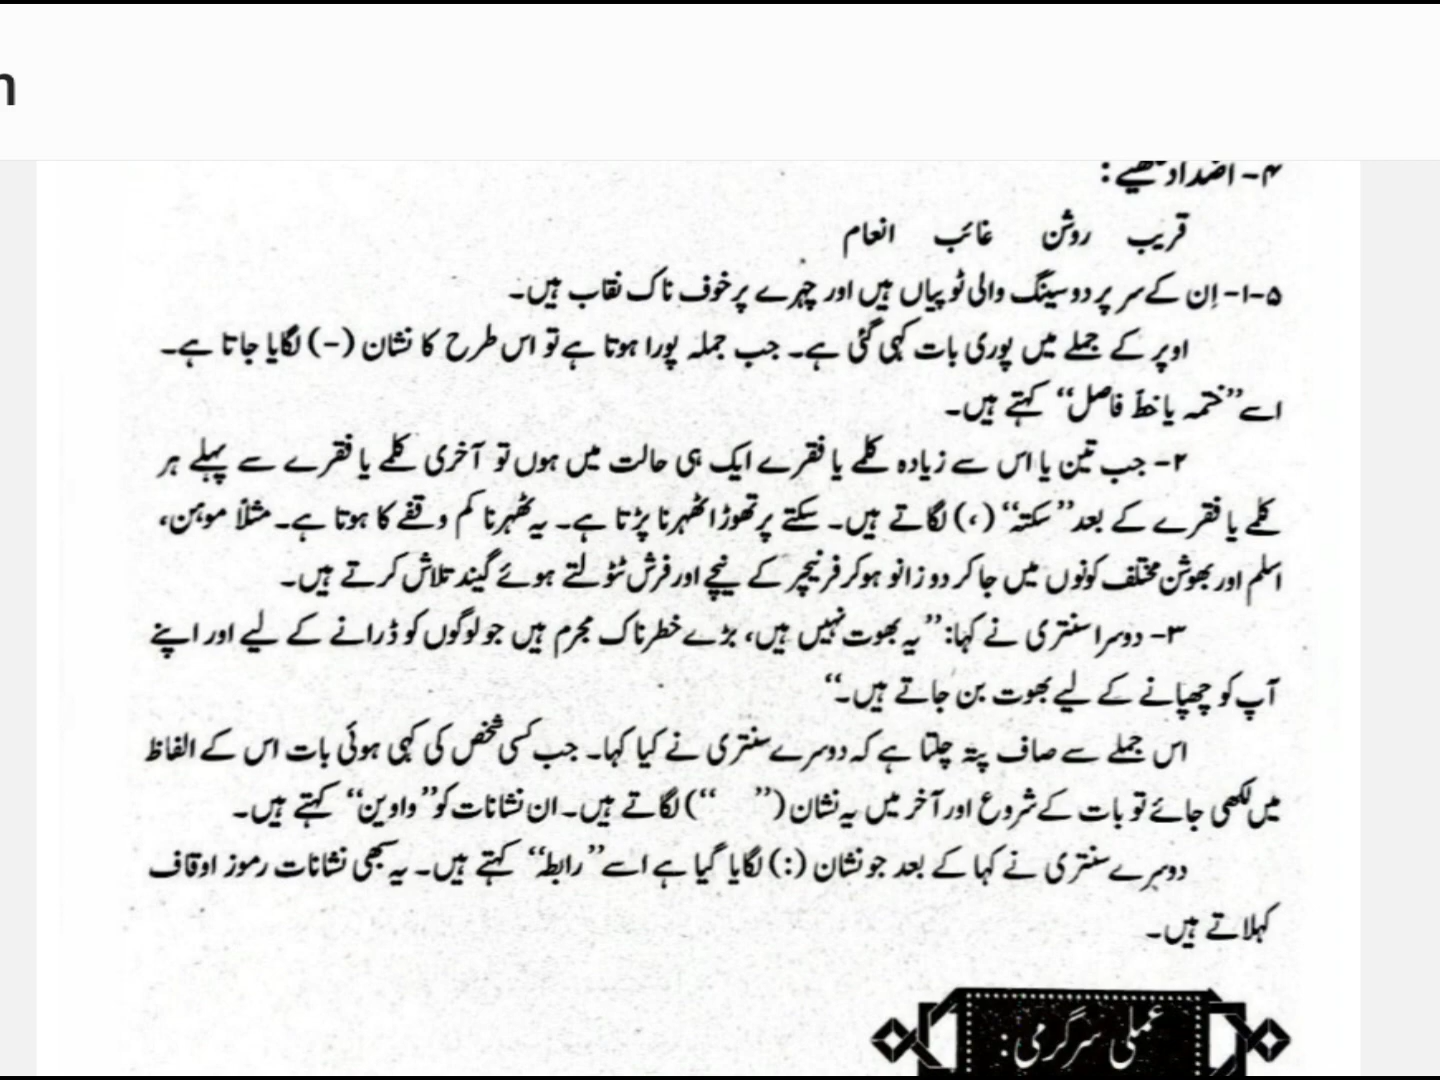 n
۴- اضداد لکھیے :
قریب روشن غائب انعام
۵-۱- اِن کے سر پر دو سینگ والی ٹوپیاں ہیں اور چہرے پر خوف ناک نقاب ہیں۔
اوپر کے جملے میں پوری بات کہی گئی ہے۔ جب جملہ پورا ہوتا ہے تو اس طرح کا نشان (-) لگایا جاتا ہے۔
اسے ”ختمہ یا خطِ فاصل“ کہتے ہیں۔
۲- جب تین یا اس سے زیادہ کلمے یا فقرے ایک ہی حالت میں ہوں تو آخری کلمے یا فقرے سے پہلے ہر
کلمے یا فقرے کے بعد ”سکتہ“ (،) لگاتے ہیں۔ سکتے پر تھوڑا ٹھہرنا پڑتا ہے۔ یہ ٹھہرنا کم وقفے کا ہوتا ہے۔ مثلاً موہن،
اسلم اور بھوشن مختلف کونوں میں جا کر دو زانو ہو کر فرنیچر کے نیچے اور فرش ٹٹولتے ہوئے گیند تلاش کرتے ہیں۔
۳- دوسرا سنتری نے کہا: ”یہ بھوت نہیں ہیں، بڑے خطرناک مجرم ہیں جو لوگوں کو ڈرانے کے لیے اور اپنے
آپ کو چھپانے کے لیے بھوت بن جاتے ہیں۔“
اس جملے سے صاف پتہ چلتا ہے کہ دوسرے سنتری نے کیا کہا۔ جب کسی شخص کی کہی ہوئی بات اس کے الفاظ
میں لکھی جائے تو بات کے شروع اور آخر میں یہ نشان (” “) لگاتے ہیں۔ ان نشانات کو ”واوین“ کہتے ہیں۔
دوسرے سنتری نے کہا کے بعد جو نشان (:) لگایا گیا ہے اسے ”رابطہ“ کہتے ہیں۔ یہ سبھی نشانات رموز اوقاف
کہلاتے ہیں۔
عملی سرگرمی :